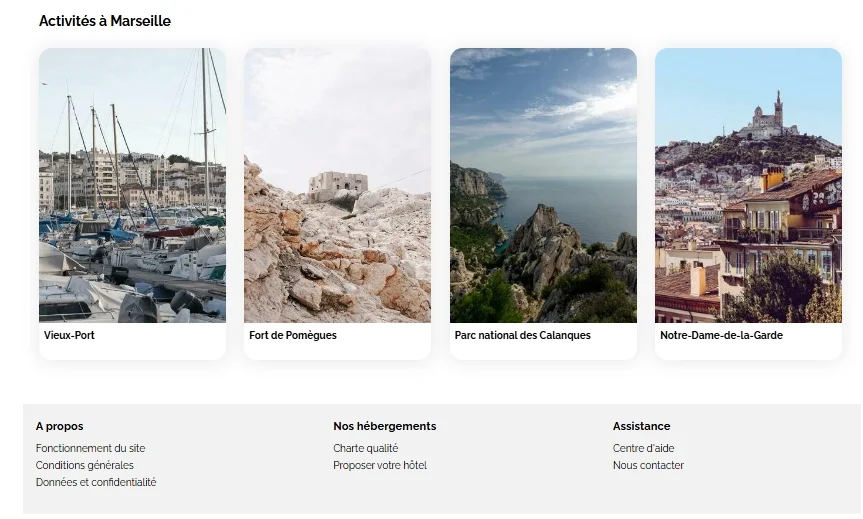 Activités à Marseille
Vieux-Port
Fort de Pomègues
Parc national des Calanques
Notre-Dame-de-la-Garde
A propos
Fonctionnement du site
Conditions générales
Données et confidentialité
Nos hébergements
Charte qualité
Proposer votre hôtel
Assistance
Centre d'aide
Nous contacter